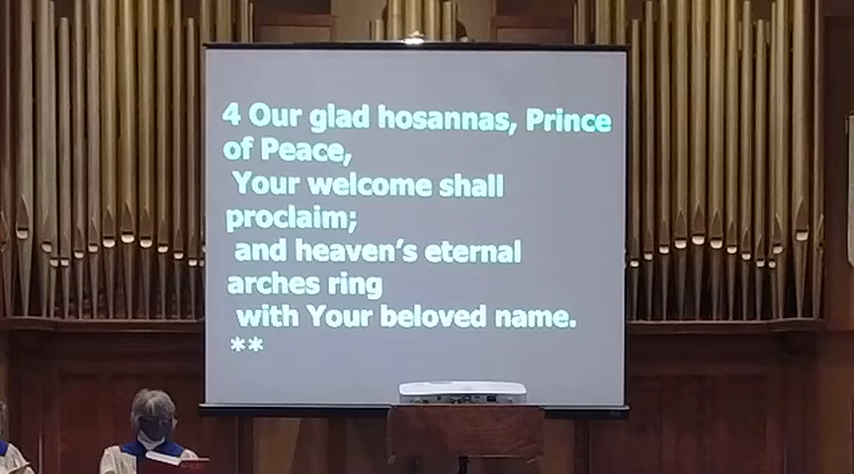 4 Our glad hosannas, Prince
of Peace,
Your welcome shall
proclaim;
and heaven’s eternal
arches ring
with Your beloved name.
**